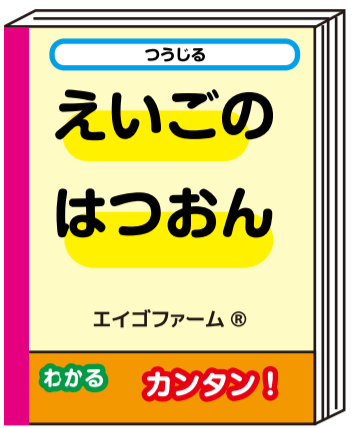 つうじる
えいごの
はつおん
エイゴファーム ®
わかる カンタン!